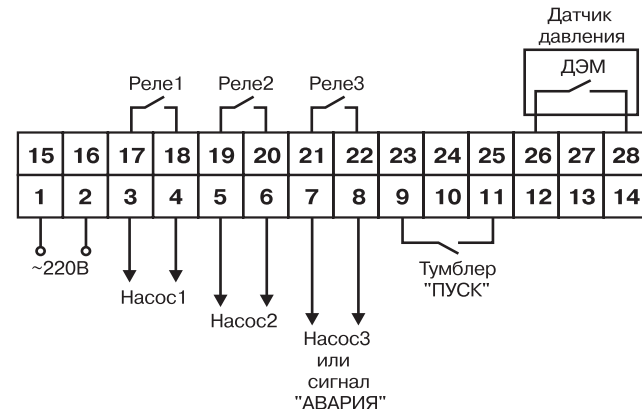 Датчик
давления
ДЭМ
Реле1 Реле2 Реле3
15 16 17 18 19 20 21 22 23 24 25 26 27 28
1 2 3 4 5 6 7 8 9 10 11 12 13 14
~220В
Насос1
Насос2
Насос3
или
сигнал
"АВАРИЯ"
Тумблер
"ПУСК"